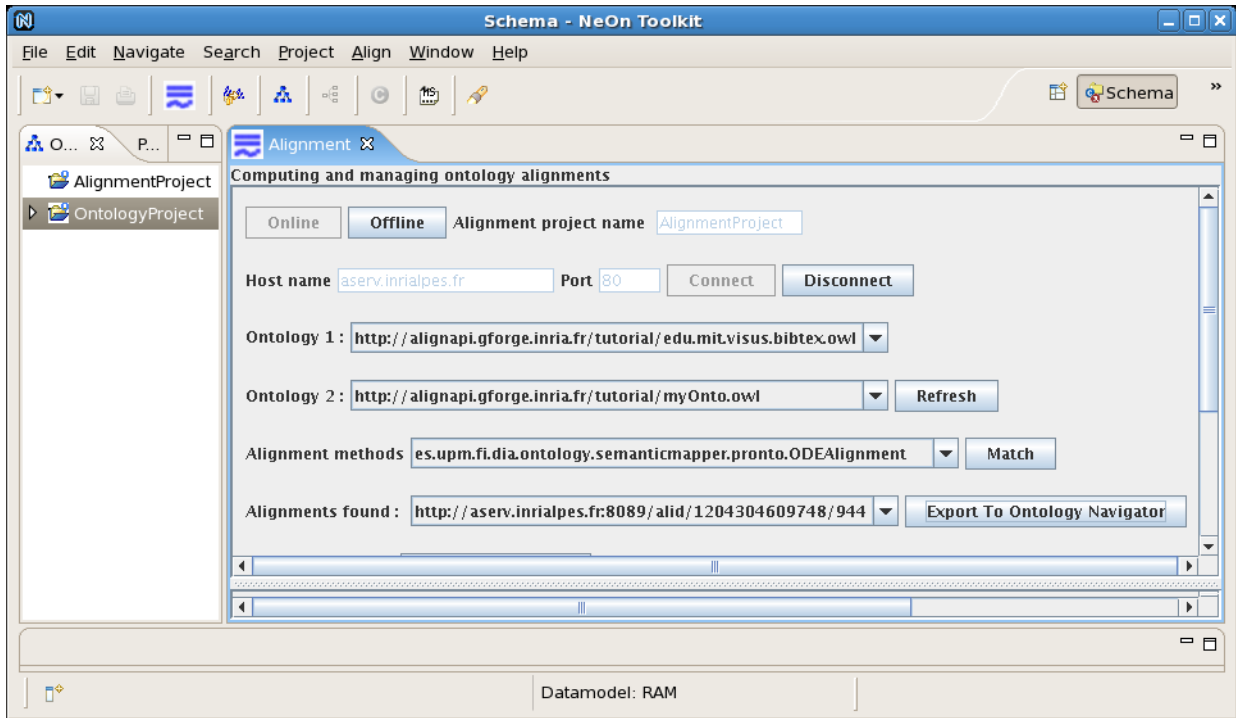 Schema - NeOn Toolkit
File Edit Navigate Search Project Align Window Help
Schema
O... P...
Alignment
AlignmentProject
OntologyProject
Computing and managing ontology alignments
Online Offline Alignment project name AlignmentProject
Host name aserv.inrialpes.fr Port 80 Connect Disconnect
Ontology 1 : http://alignapi.gforge.inria.fr/tutorial/edu.mit.visus.bibtex.owl
Ontology 2 : http://alignapi.gforge.inria.fr/tutorial/myOnto.owl Refresh
Alignment methods es.upm.fi.dia.ontology.semanticmapper.pronto.ODEAlignment Match
Alignments found : http://aserv.inrialpes.fr:8089/alid/1204304609748/944 Export To Ontology Navigator
Datamodel: RAM